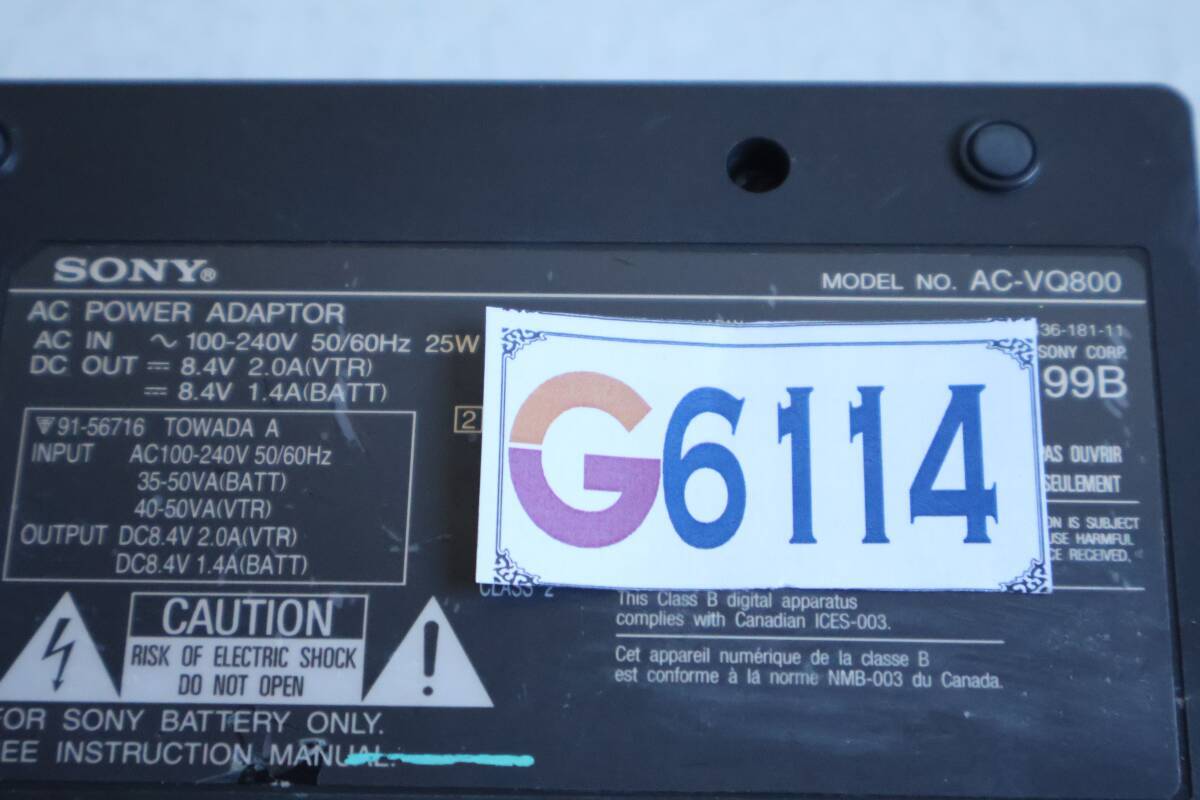 SONY®
MODEL NO. AC-VQ800
AC POWER ADAPTOR
AC IN ～ 100-240V 50/60Hz 25W
DC OUT ⎓ 8.4V 2.0A(VTR)
⎓ 8.4V 1.4A(BATT)
36-181-11
SONY CORP.
99B
2
G6114
91-56716 TOWADA A
INPUT AC100-240V 50/60Hz
35-50VA(BATT)
40-50VA(VTR)
OUTPUT DC8.4V 2.0A(VTR)
DC8.4V 1.4A(BATT)
PAS OUVRIR
SEULEMENT
ON IS SUBJECT
USE HARMFUL
CE RECEIVED.
CLASS 2
CAUTION
RISK OF ELECTRIC SHOCK
DO NOT OPEN
This Class B digital apparatus
complies with Canadian ICES-003.
Cet appareil numérique de la classe B
est conforme à la norme NMB-003 du Canada.
FOR SONY BATTERY ONLY.
EE INSTRUCTION MANUAL.